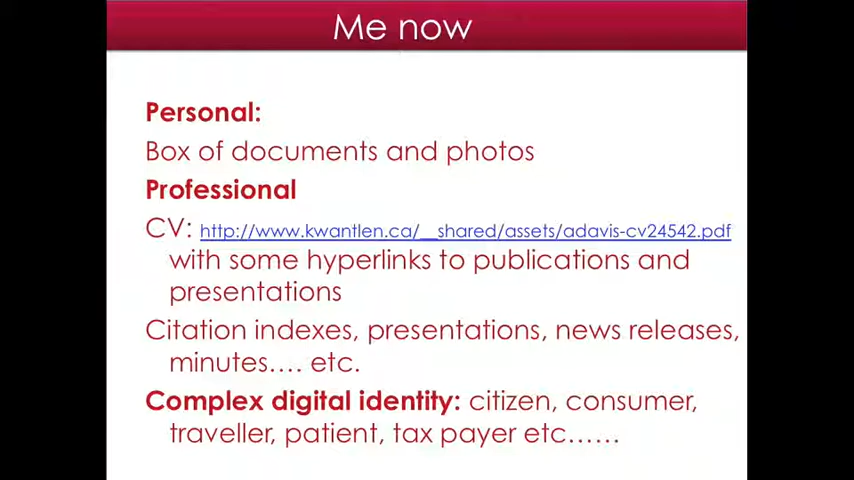 Me now
Personal:
Box of documents and photos
Professional
CV: http://www.kwantlen.ca/__shared/assets/adavis-cv24542.pdf
with some hyperlinks to publications and
presentations
Citation indexes, presentations, news releases,
minutes…. etc.
Complex digital identity: citizen, consumer,
traveller, patient, tax payer etc……